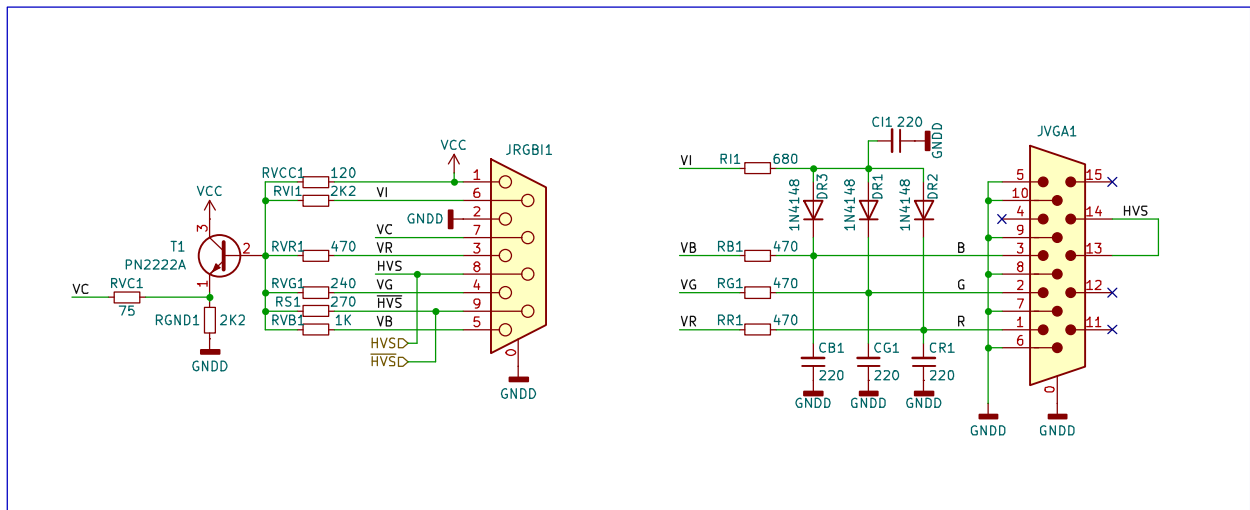 VCC
JRGBI1
RVCC1 120
1
RVI1 2K2
VI
6
VCC
GNDD
2
3
VC
7
T1
2
RVR1 470
VR
3
PN2222A
HVS
8
1
RVG1 240
VG
4
VC
RVC1
75
RS1 270
H̅V̅S̅
9
RGND1
2K2
RVB1 1K
VB
5
HVS
H̅V̅S̅
0
GNDD
GNDD
CI1 220
GNDD
JVGA1
VI
RI1 680
1N4148
DR3
1N4148
DR1
1N4148
DR2
5
15
10
4
14
HVS
9
VB
RB1 470
B
3
13
8
VG
RG1 470
G
2
12
7
VR
RR1 470
R
1
11
6
CB1
220
CG1
220
CR1
220
0
GNDD
GNDD
GNDD
GNDD
GNDD